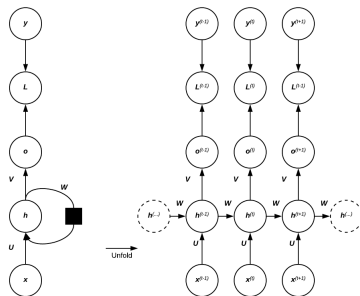 y y(t-1) y(t) y(t+1)
L L(t-1) L(t) L(t-1)
o o(t-1) o(t) o(t+1)
V W V V V
h h(...) W h(t-1) W h(t) W h(t+1) W h(...)
U U U U
Unfold
x x(t-1) x(t) x(t+1)